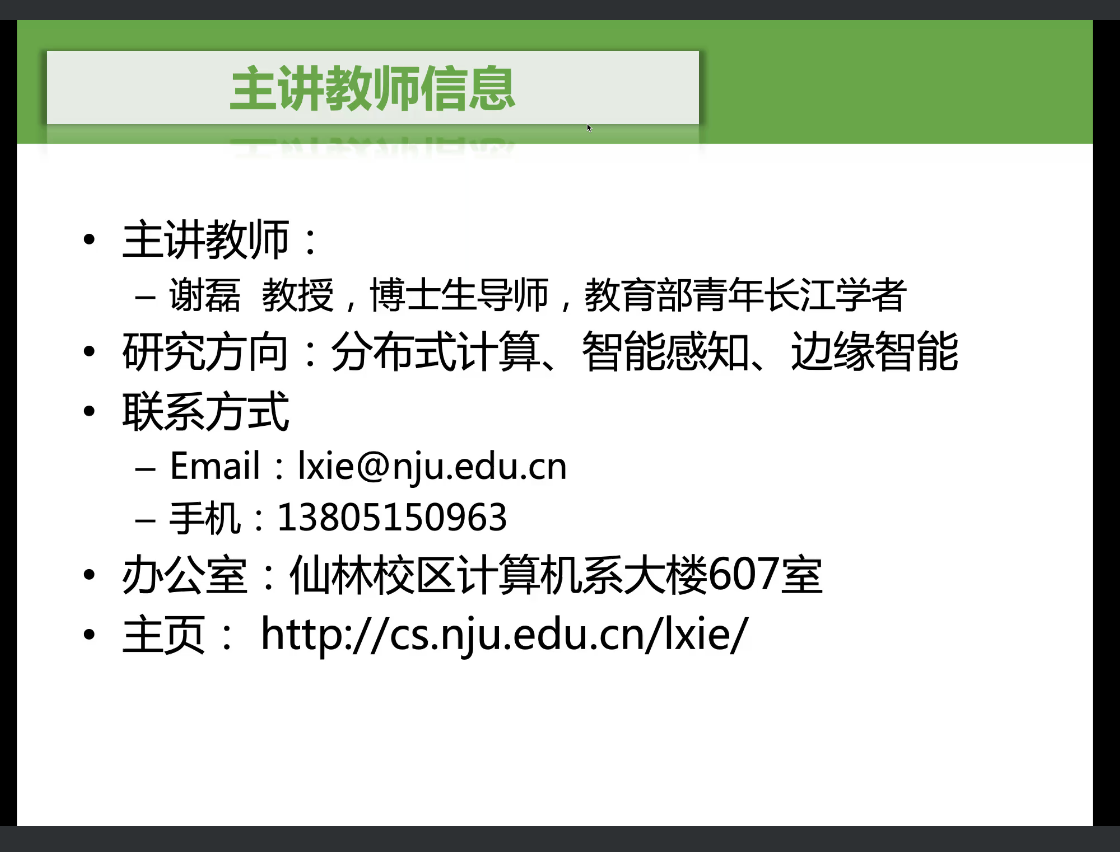 主讲教师信息
• 主讲教师：
– 谢磊 教授，博士生导师，教育部青年长江学者
• 研究方向：分布式计算、智能感知、边缘智能
• 联系方式
– Email：lxie@nju.edu.cn
– 手机：13805150963
• 办公室：仙林校区计算机系大楼607室
• 主页： http://cs.nju.edu.cn/lxie/